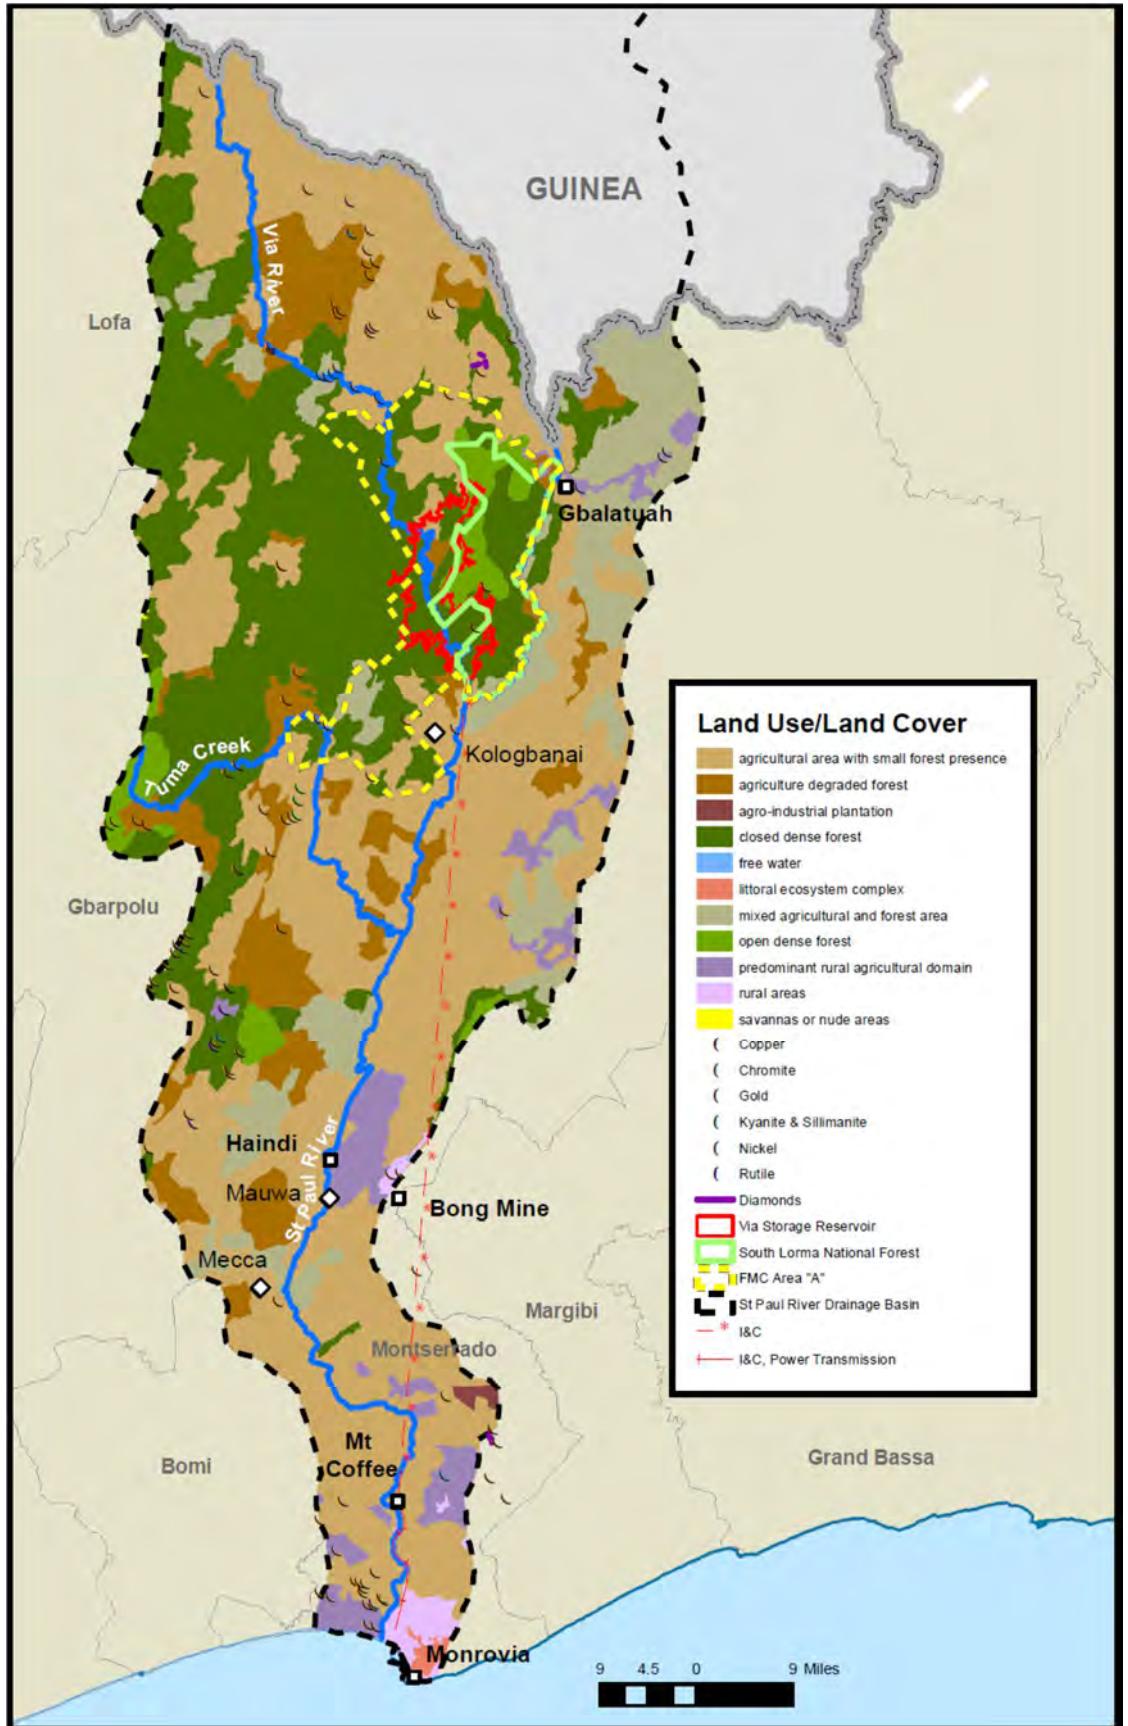 GUINEA
Via River
Lofa
Gbalatuah
Kologbanai
Tuma Creek
Gbarpolu
Haindi
St Paul River
Mauwa
Bong Mine
Mecca
Margibi
Montserrado
Mt
Coffee
Bomi
Grand Bassa
Monrovia
Land Use/Land Cover
agricultural area with small forest presence
agriculture degraded forest
agro-industrial plantation
closed dense forest
free water
littoral ecosystem complex
mixed agricultural and forest area
open dense forest
predominant rural agricultural domain
rural areas
savannas or nude areas
Copper
Chromite
Gold
Kyanite & Sillimanite
Nickel
Rutile
Diamonds
Via Storage Reservoir
South Lorma National Forest
FMC Area "A"
St Paul River Drainage Basin
I&C
I&C, Power Transmission
9 4.5 0 9 Miles